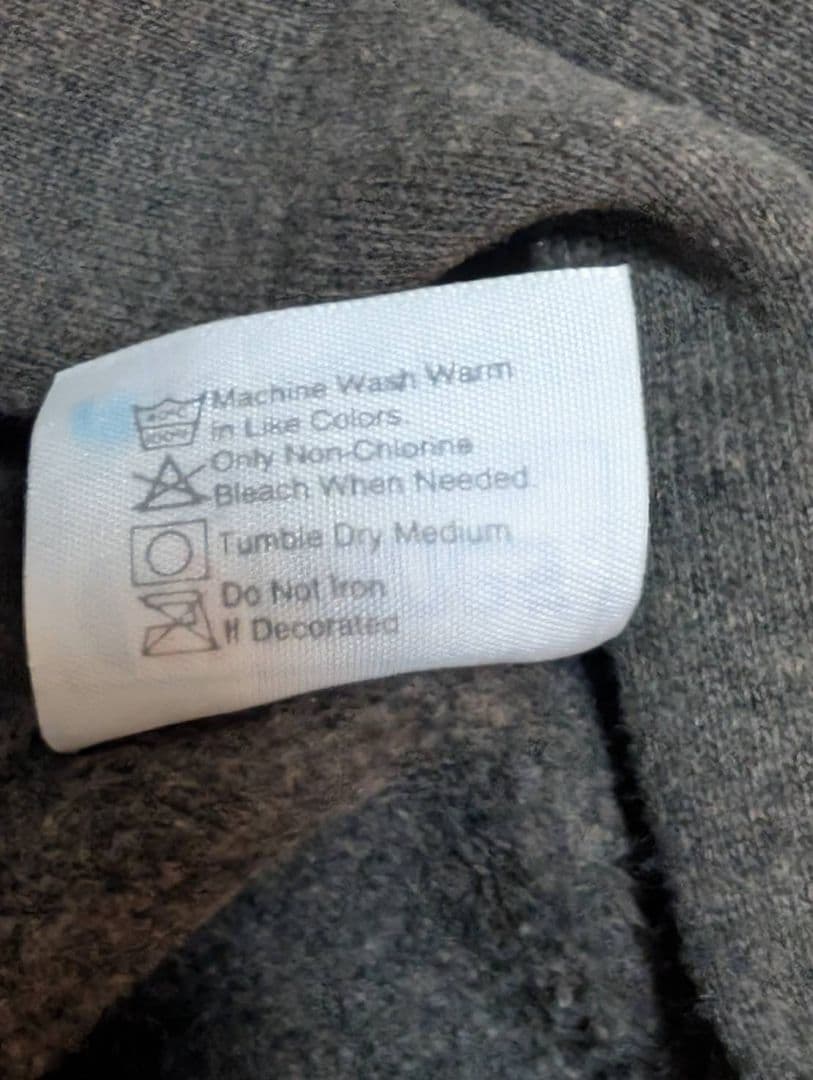 Machine Wash Warm
in Like Colors.
Only Non-Chlorine
Bleach When Needed.
Tumble Dry Medium
Do Not Iron
If Decorated